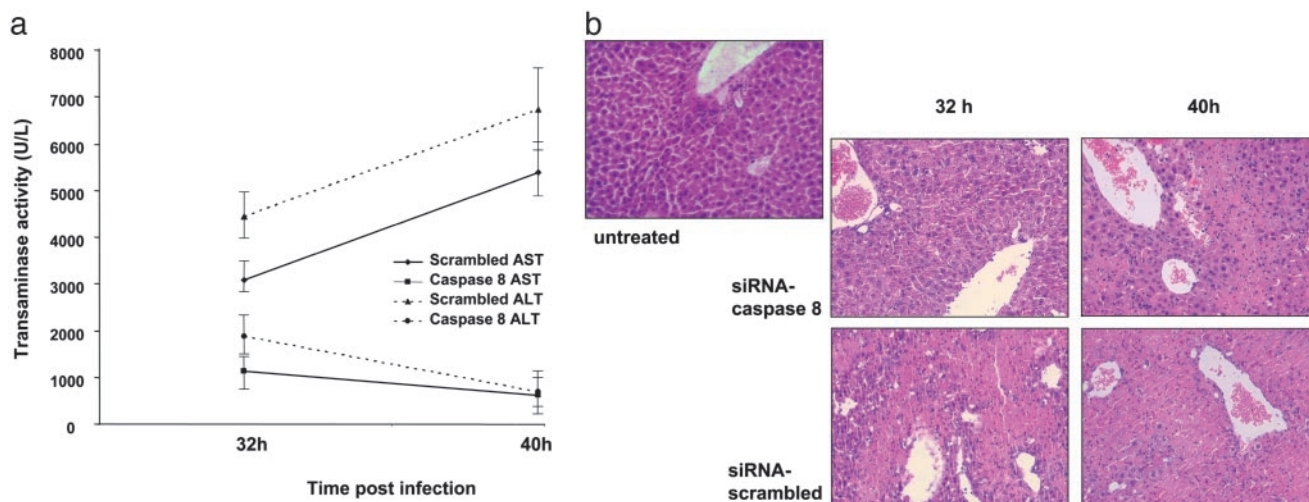 a
8000
7000
6000
5000
4000
3000
2000
1000
0
Transaminase activity (U/L)
Scrambled AST
Caspase 8 AST
Scrambled ALT
Caspase 8 ALT
32h
40h
Time post infection
b
untreated
32 h
40h
siRNA-
caspase 8
siRNA-
scrambled